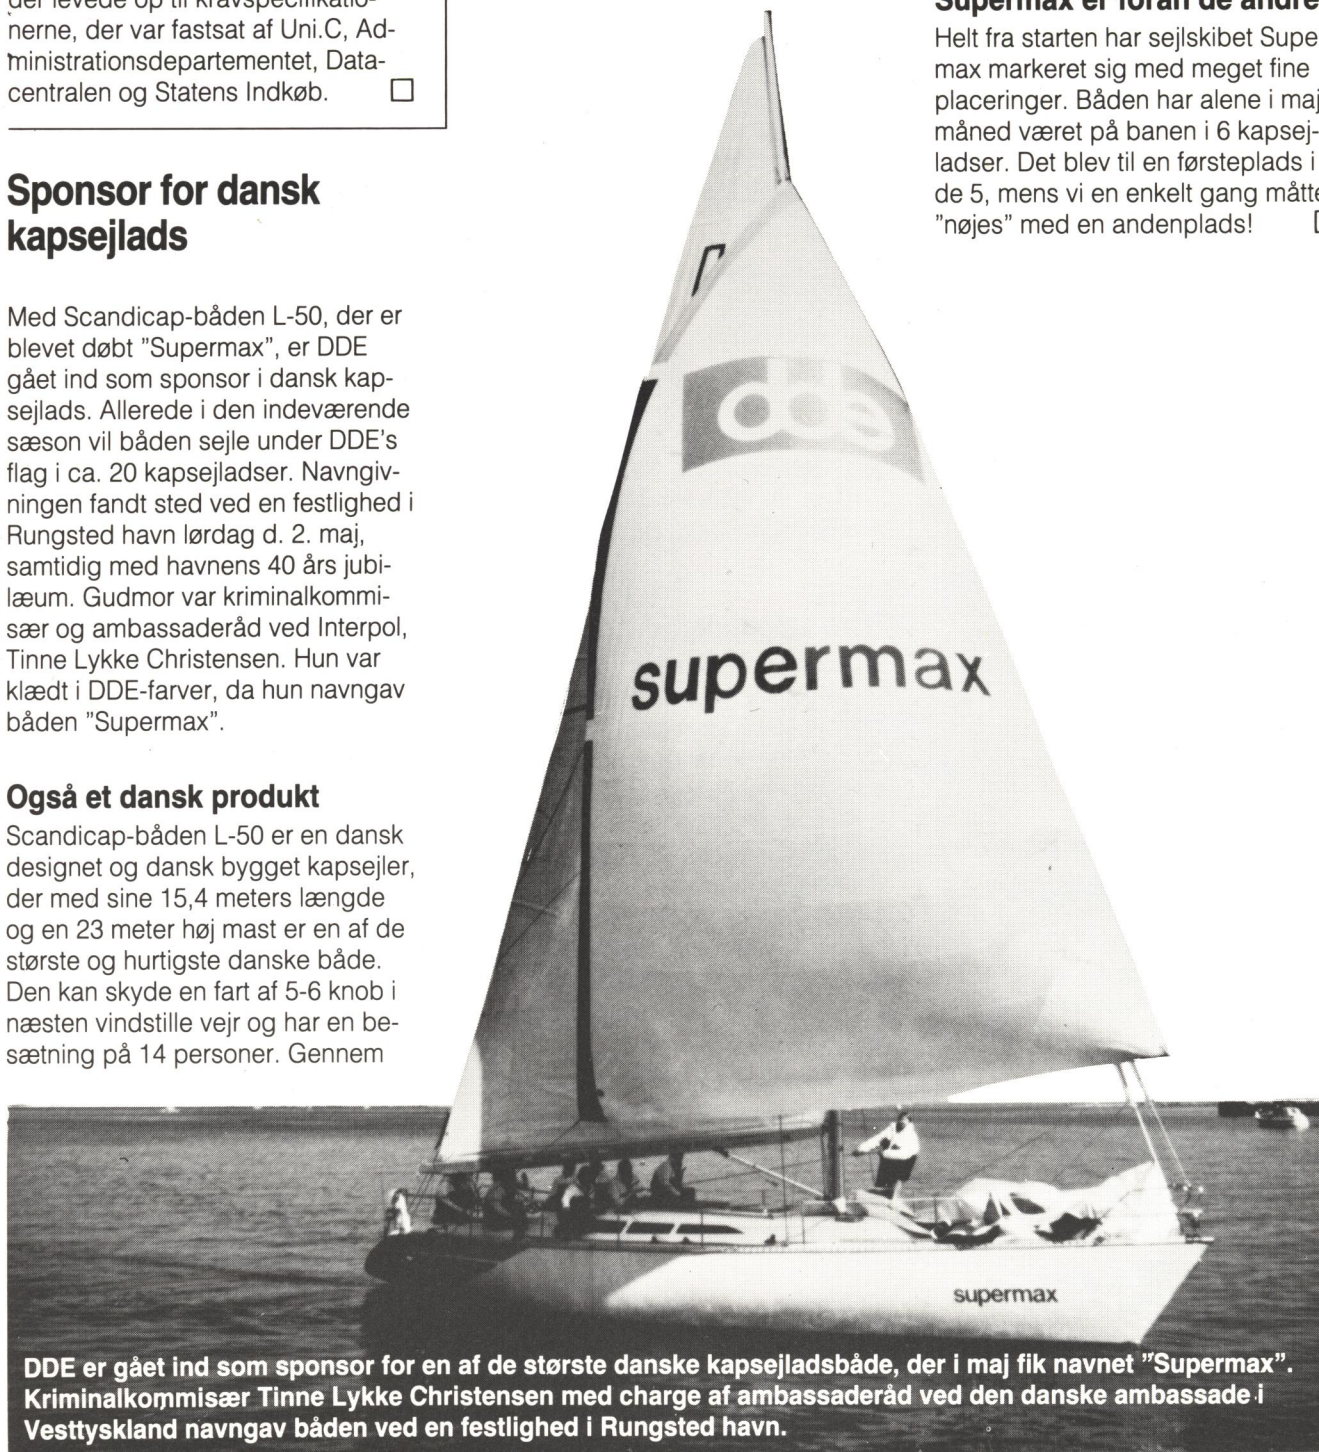 der levede op til kravspecifikatio-
nerne, der var fastsat af Uni.C, Ad-
ministrationsdepartementet, Data-
centralen og Statens Indkøb. □
Sponsor for dansk
kapsejlads
Med Scandicap-båden L-50, der er
blevet døbt "Supermax", er DDE
gået ind som sponsor i dansk kap-
sejlads. Allerede i den indeværende
sæson vil båden sejle under DDE's
flag i ca. 20 kapsejladser. Navngiv-
ningen fandt sted ved en festlighed i
Rungsted havn lørdag d. 2. maj,
samtidig med havnens 40 års jubi-
læum. Gudmor var kriminalkommi-
sær og ambassaderåd ved Interpol,
Tinne Lykke Christensen. Hun var
klædt i DDE-farver, da hun navngav
båden "Supermax".
Også et dansk produkt
Scandicap-båden L-50 er en dansk
designet og dansk bygget kapsejler,
der med sine 15,4 meters længde
og en 23 meter høj mast er en af de
største og hurtigste danske både.
Den kan skyde en fart af 5-6 knob i
næsten vindstille vejr og har en be-
sætning på 14 personer. Gennem
Supermax er foran de andre
Helt fra starten har sejlskibet Supe
max markeret sig med meget fine
placeringer. Båden har alene i maj
måned været på banen i 6 kapsej-
ladser. Det blev til en førsteplads i
de 5, mens vi en enkelt gang måtte
"nøjes" med en andenplads!
dde
supermax
supermax
DDE er gået ind som sponsor for en af de største danske kapsejladsbåde, der i maj fik navnet "Supermax".
Kriminalkommisær Tinne Lykke Christensen med charge af ambassaderåd ved den danske ambassade i
Vesttyskland navngav båden ved en festlighed i Rungsted havn.